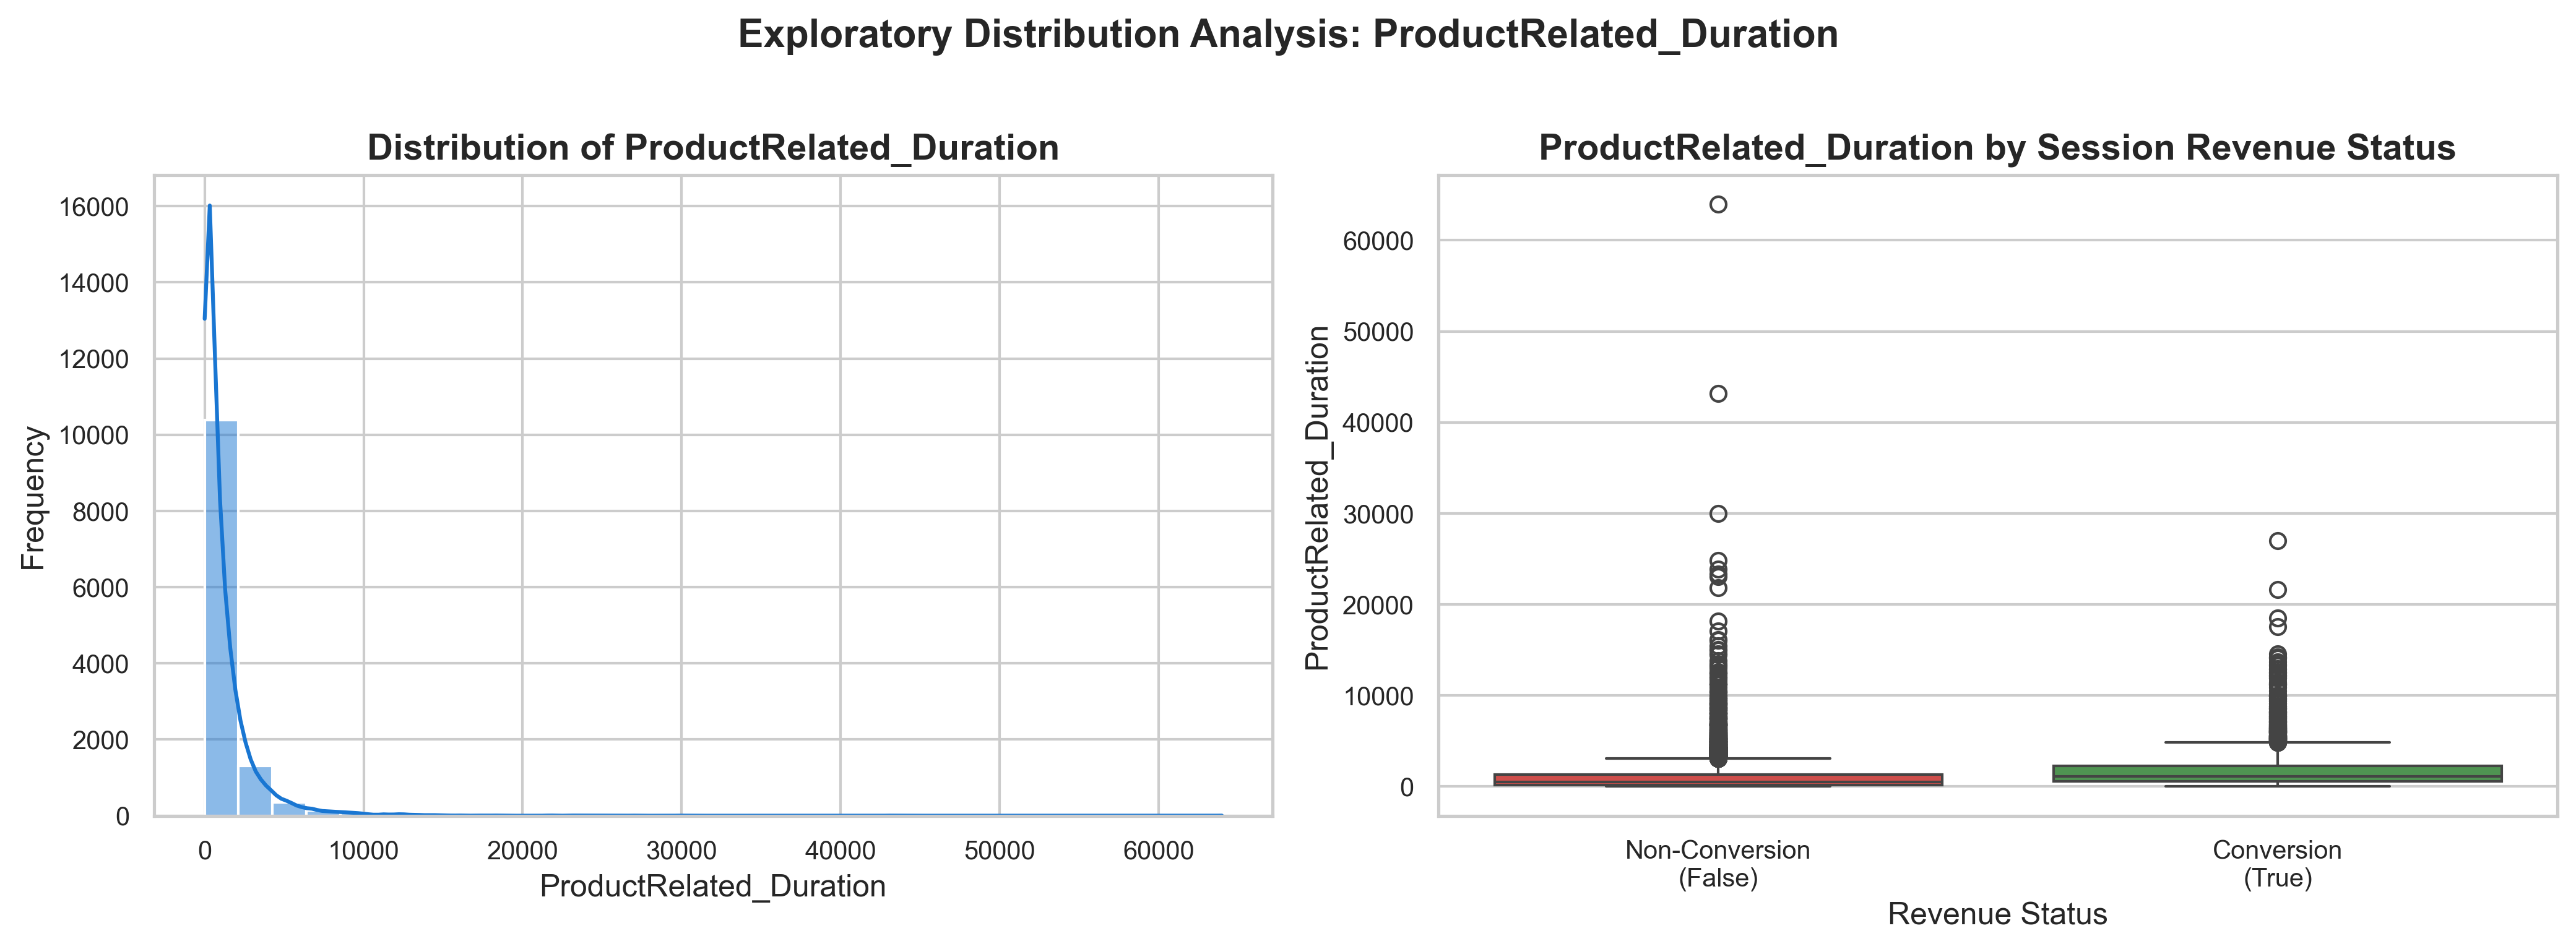 Exploratory Distribution Analysis: ProductRelated_Duration
Distribution of ProductRelated_Duration
Frequency
16000
14000
12000
10000
8000
6000
4000
2000
0
0 10000 20000 30000 40000 50000 60000
ProductRelated_Duration
ProductRelated_Duration by Session Revenue Status
ProductRelated_Duration
60000
50000
40000
30000
20000
10000
0
Non-Conversion Conversion
(False) (True)
Revenue Status